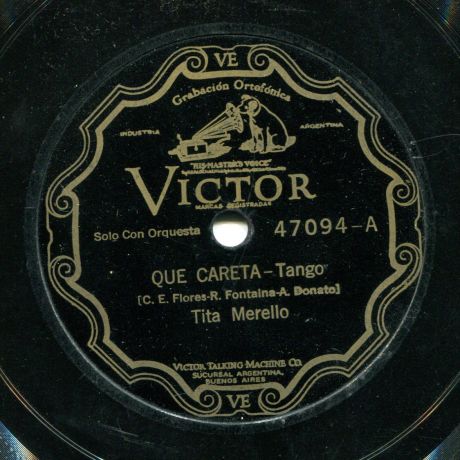 VE
Grabación Ortofónica
INDUSTRIA ARGENTINA
"HIS MASTER'S VOICE"
VICTOR
MARCAS REGISTRADAS
Solo Con Orquesta 47094-A
QUE CARETA-Tango
[C. E. Flores-R. Fontaina-A. Donato]
Tita Merello
VICTOR TALKING MACHINE CO.
SUCURSAL ARGENTINA,
BUENOS AIRES
VE